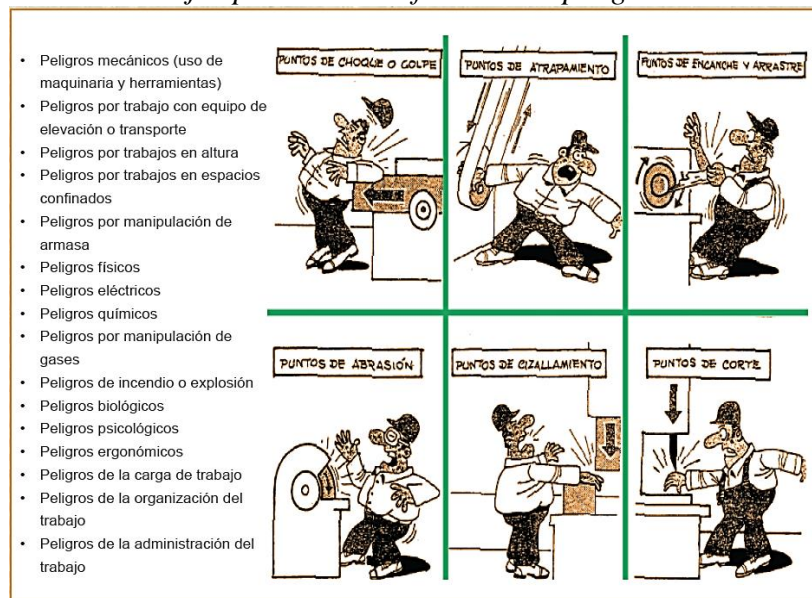 • Peligros mecánicos (uso de
maquinaria y herramientas)
• Peligros por trabajo con equipo de
elevación o transporte
• Peligros por trabajos en altura
• Peligros por trabajos en espacios
confinados
• Peligros por manipulación de
armasa
• Peligros físicos
• Peligros eléctricos
• Peligros químicos
• Peligros por manipulación de
gases
• Peligros de incendio o explosión
• Peligros biológicos
• Peligros psicológicos
• Peligros ergonómicos
• Peligros de la carga de trabajo
• Peligros de la organización del
trabajo
• Peligros de la administración del
trabajo
PUNTOS DE CHOQUE O GOLPE
PUNTOS DE ATRAPAMIENTO
PUNTOS DE ENGANCHE Y ARRASTRE
PUNTOS DE ABRASIÓN
PUNTOS DE CIZALLAMIENTO
PUNTOS DE CORTE